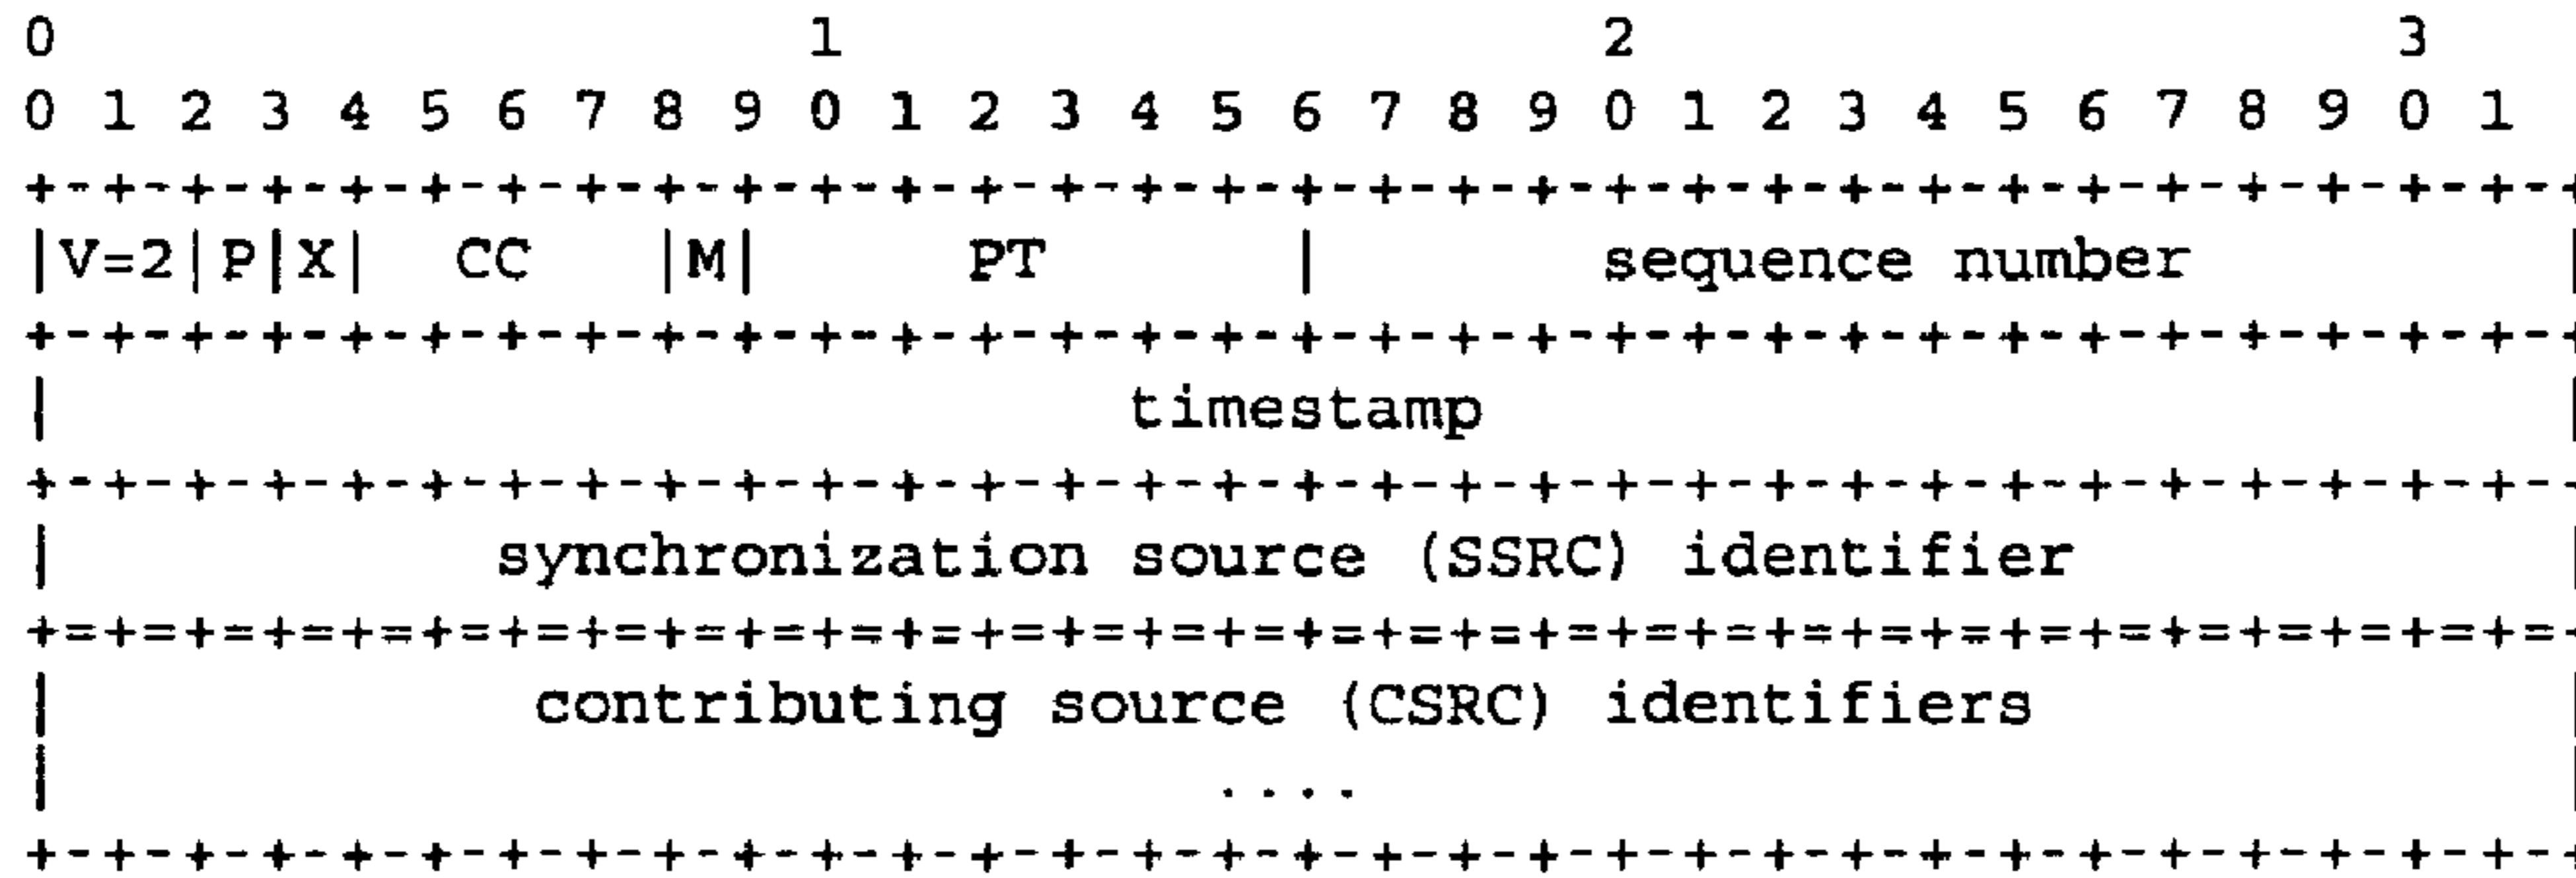 0                   1                   2                   3
0 1 2 3 4 5 6 7 8 9 0 1 2 3 4 5 6 7 8 9 0 1 2 3 4 5 6 7 8 9 0 1
+-+-+-+-+-+-+-+-+-+-+-+-+-+-+-+-+-+-+-+-+-+-+-+-+-+-+-+-+-+-+-+-+
|V=2|P|X|  CC   |M|     PT      |       sequence number         |
+-+-+-+-+-+-+-+-+-+-+-+-+-+-+-+-+-+-+-+-+-+-+-+-+-+-+-+-+-+-+-+-+
|                           timestamp                           |
+-+-+-+-+-+-+-+-+-+-+-+-+-+-+-+-+-+-+-+-+-+-+-+-+-+-+-+-+-+-+-+-+
|           synchronization source (SSRC) identifier            |
+=+=+=+=+=+=+=+=+=+=+=+=+=+=+=+=+=+=+=+=+=+=+=+=+=+=+=+=+=+=+=+=+
|            contributing source (CSRC) identifiers             |
|                             ....                              |
+-+-+-+-+-+-+-+-+-+-+-+-+-+-+-+-+-+-+-+-+-+-+-+-+-+-+-+-+-+-+-+-+